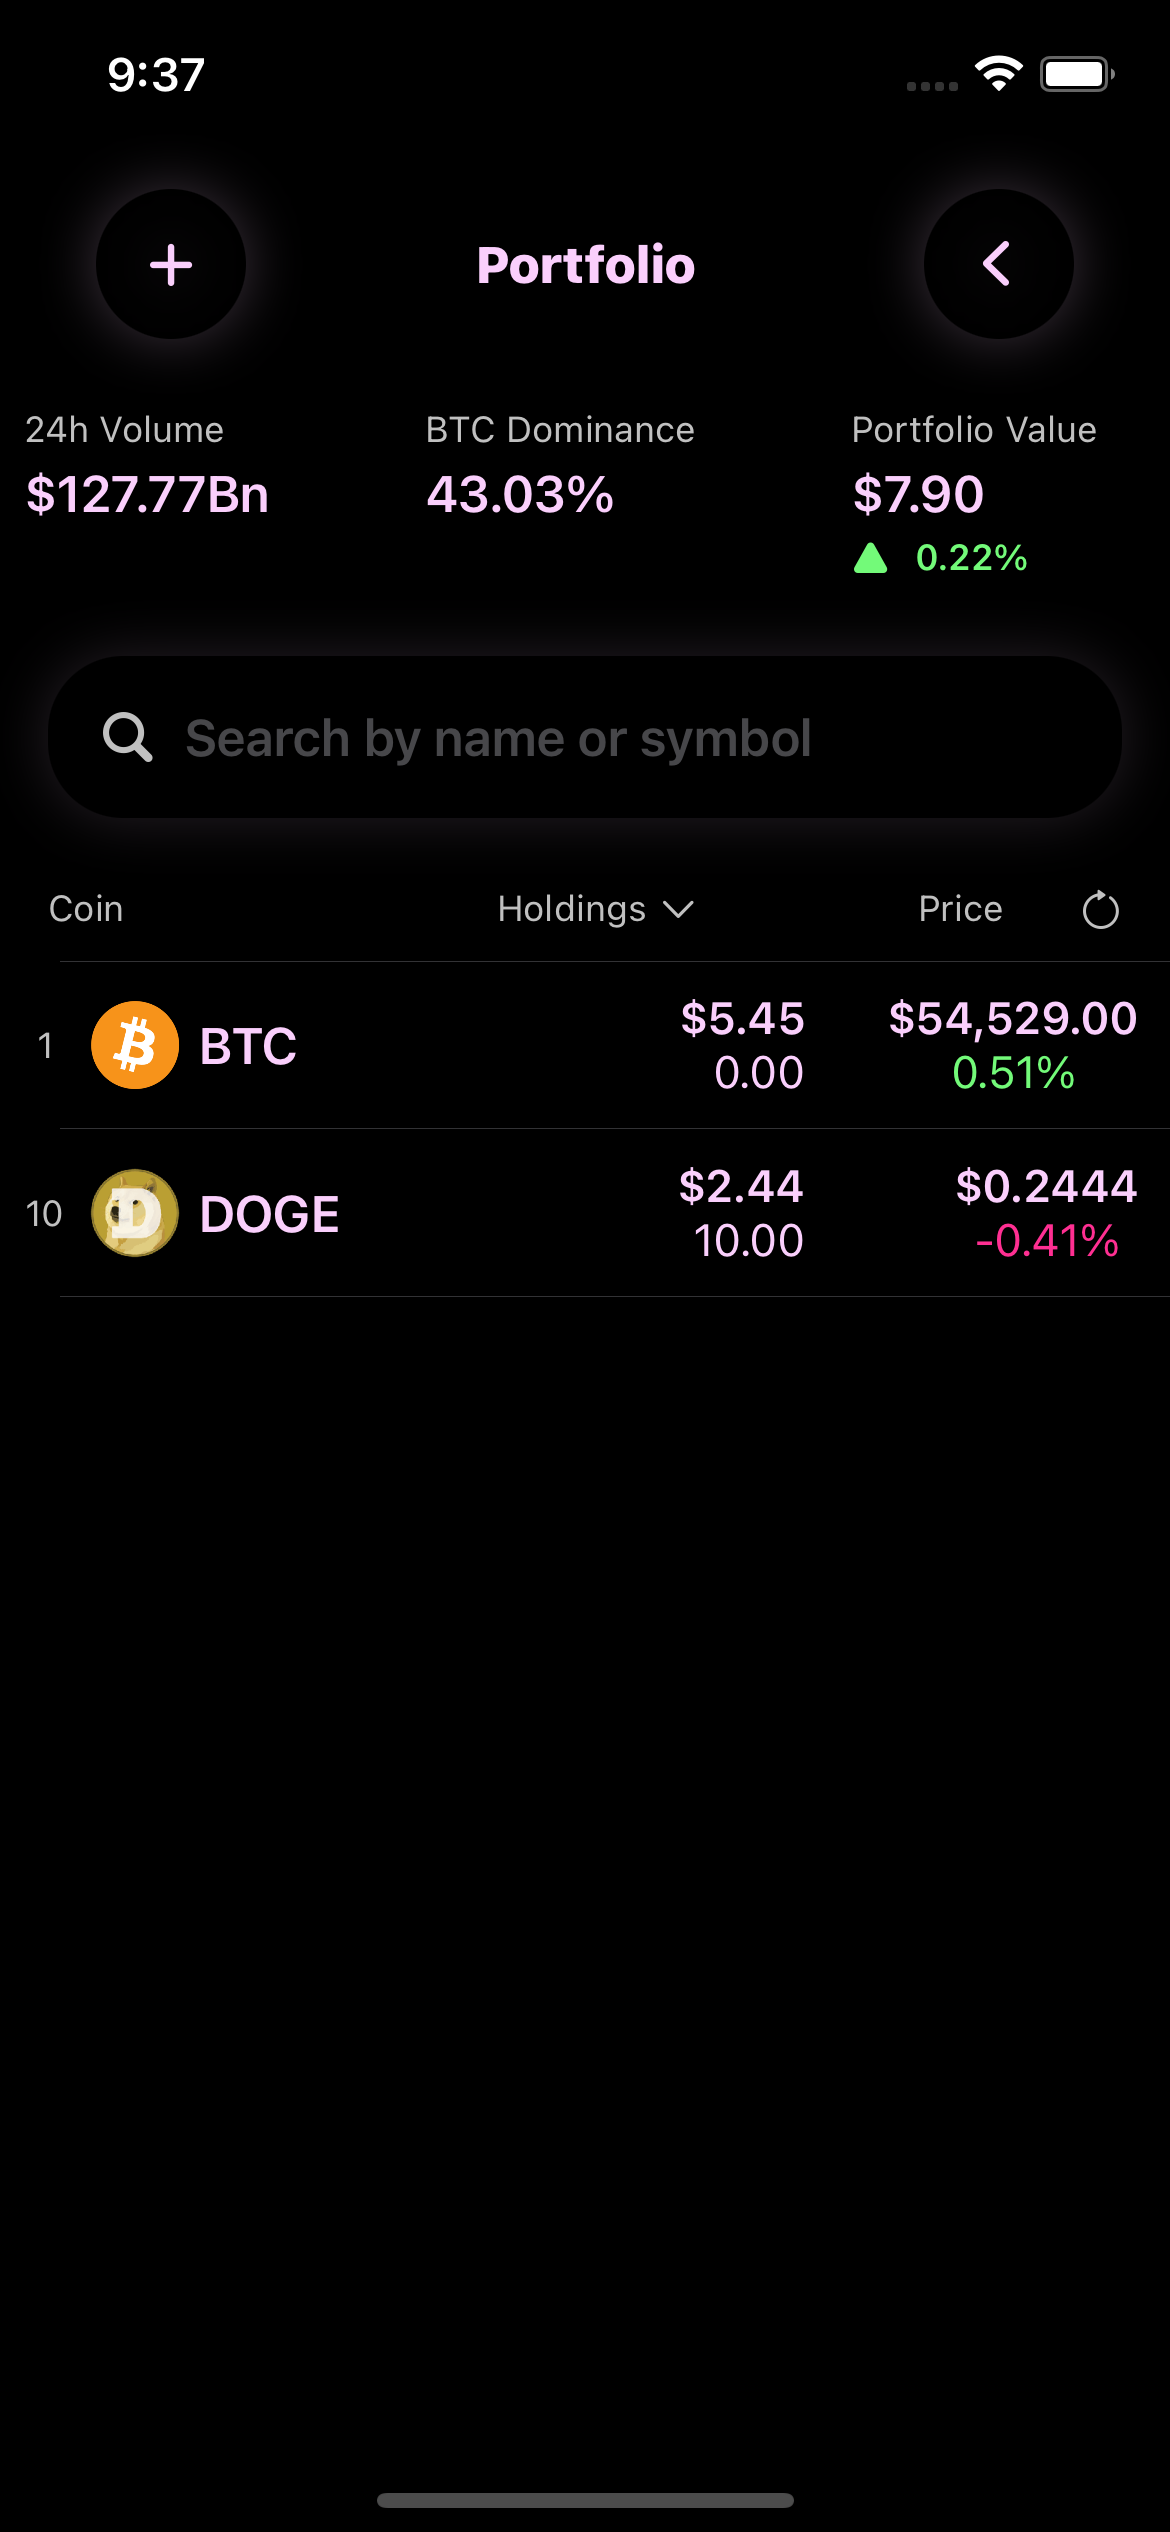 9:37
Portfolio
24h Volume BTC Dominance Portfolio Value
$127.77Bn 43.03% $7.90
0.22%
Search by name or symbol
Coin Holdings Price
1 BTC $5.45 $54,529.00
0.00 0.51%
10 DOGE $2.44 $0.2444
10.00 -0.41%